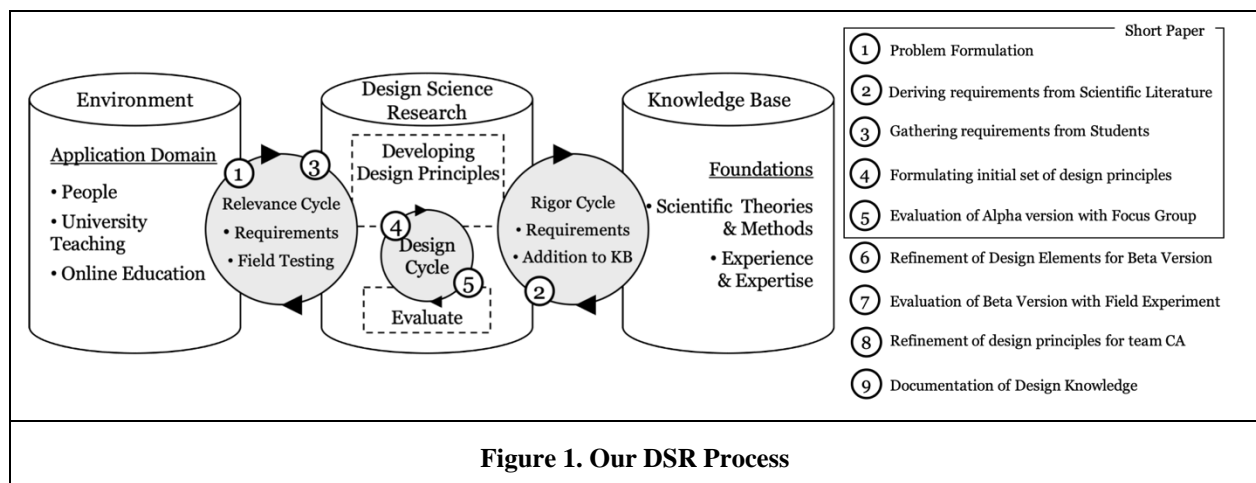 Environment
Application Domain
• People
• University
Teaching
• Online Education
1
3
Relevance Cycle
• Requirements
• Field Testing
Design Science
Research
Developing
Design Principles
4
Design
Cycle
5
Evaluate
Rigor Cycle
• Requirements
• Addition to KB
2
Knowledge Base
Foundations
• Scientific Theories
& Methods
• Experience
& Expertise
Short Paper
1 Problem Formulation
2 Deriving requirements from Scientific Literature
3 Gathering requirements from Students
4 Formulating initial set of design principles
5 Evaluation of Alpha version with Focus Group
6 Refinement of Design Elements for Beta Version
7 Evaluation of Beta Version with Field Experiment
8 Refinement of design principles for team CA
9 Documentation of Design Knowledge
Figure 1. Our DSR Process